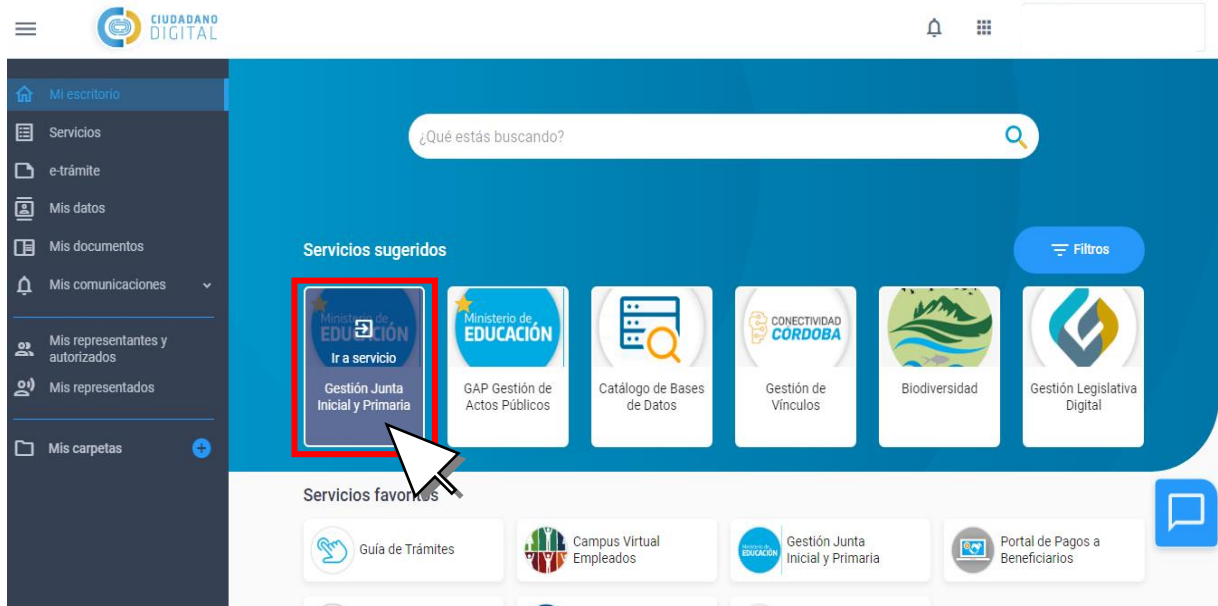 CIUDADANO
DIGITAL
Mi escritorio
Servicios
e-trámite
Mis datos
Mis documentos
Mis comunicaciones
Mis representantes y
autorizados
Mis representados
Mis carpetas
¿Qué estás buscando?
Servicios sugeridos
Filtros
Ministerio de
EDUCACIÓN
Ir a servicio
Gestión Junta
Inicial y Primaria
Ministerio de
EDUCACIÓN
GAP Gestión de
Actos Públicos
Catálogo de Bases
de Datos
CONECTIVIDAD
CÓRDOBA
Gestión de
Vínculos
Biodiversidad
Gestión Legislativa
Digital
Servicios favoritos
Guía de Trámites
Campus Virtual
Empleados
Ministerio de
EDUCACIÓN
Gestión Junta
Inicial y Primaria
Portal de Pagos a
Beneficiarios